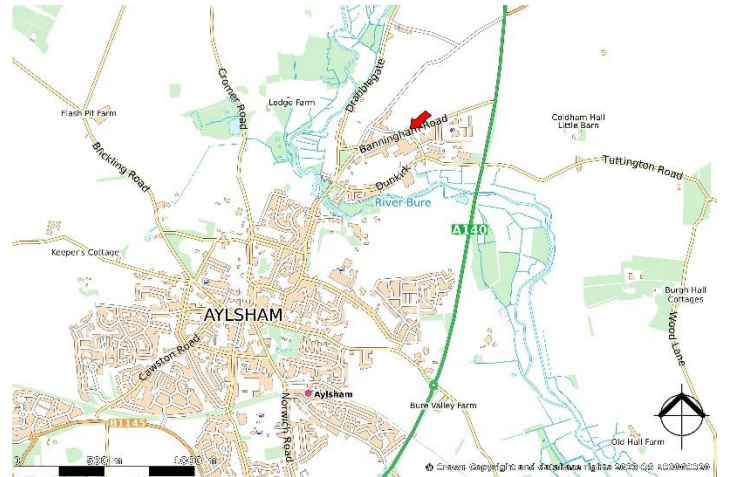 Cromer Road
Lodge Farm
Drabblegate
Flash Pit Farm
Banningham Road
Coldham Hall
Little Barn
Blickling Road
Dunkirk
Tuttington Road
River Bure
A140
Keeper's Cottage
AYLSHAM
Burgh Hall
Cottages
Wood Lane
Cawston Road
Aylsham
Norwich Road
Bure Valley Farm
B1145
Old Hall Farm
0 500 m 1000 m